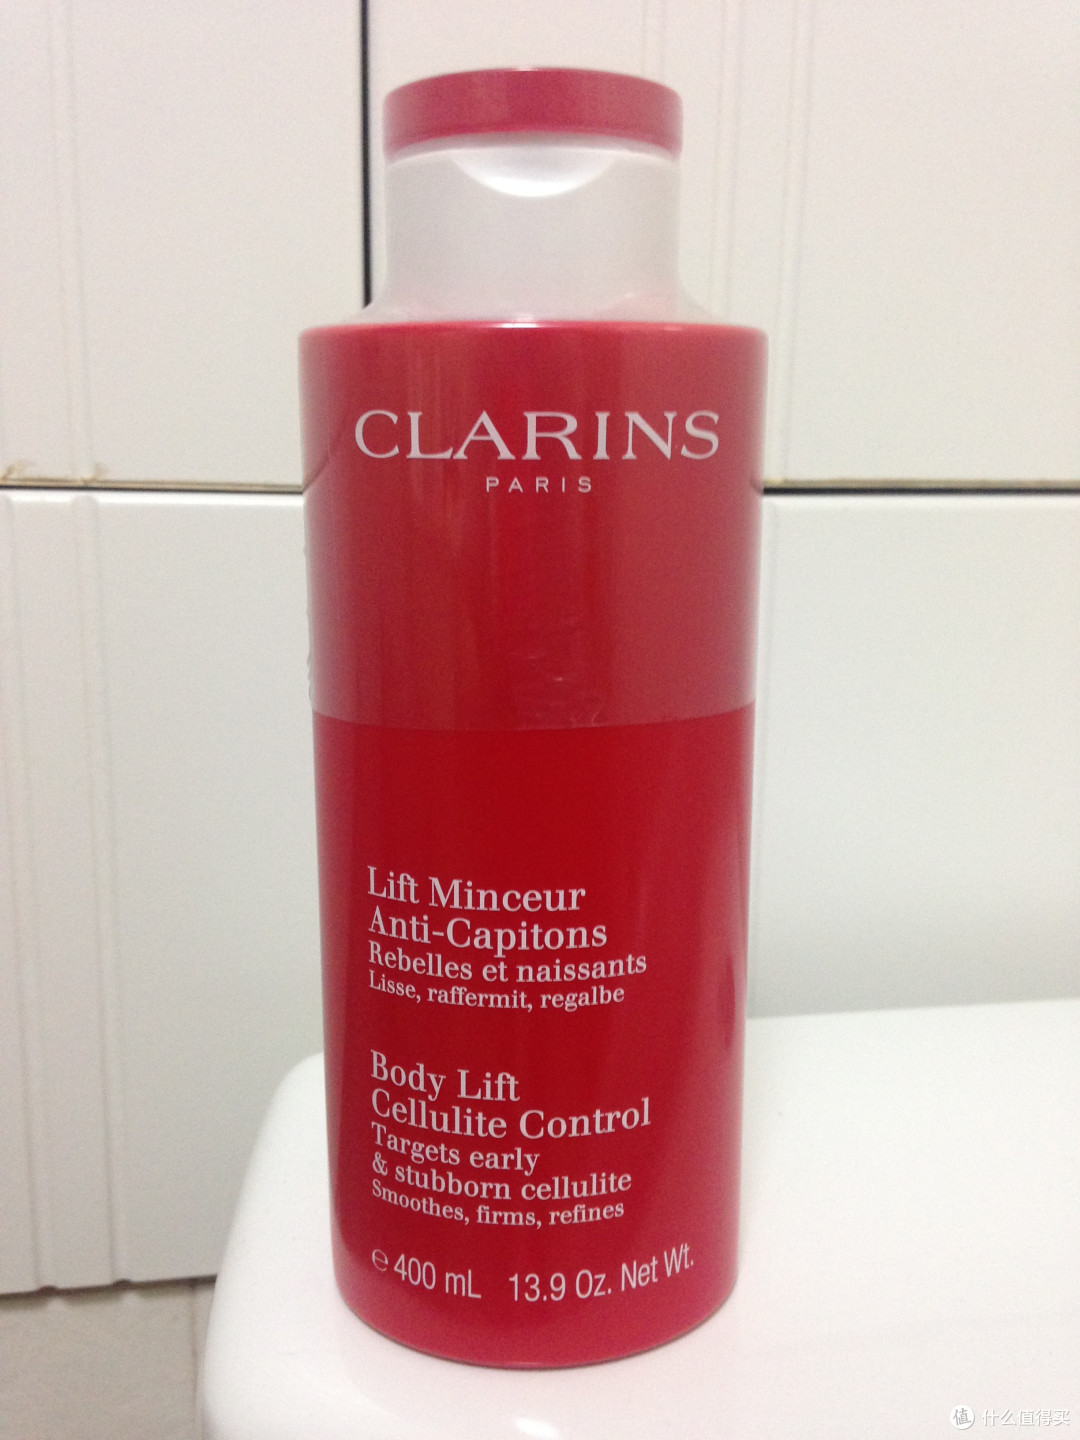 CLARINS
PARIS
Lift Minceur
Anti-Capitons
Rebelles et naissants
Lisse, raffermit, regalbe
Body Lift
Cellulite Control
Targets early
& stubborn cellulite
Smoothes, firms, refines
℮ 400 mL 13.9 Oz. Net Wt.
值 什么值得买